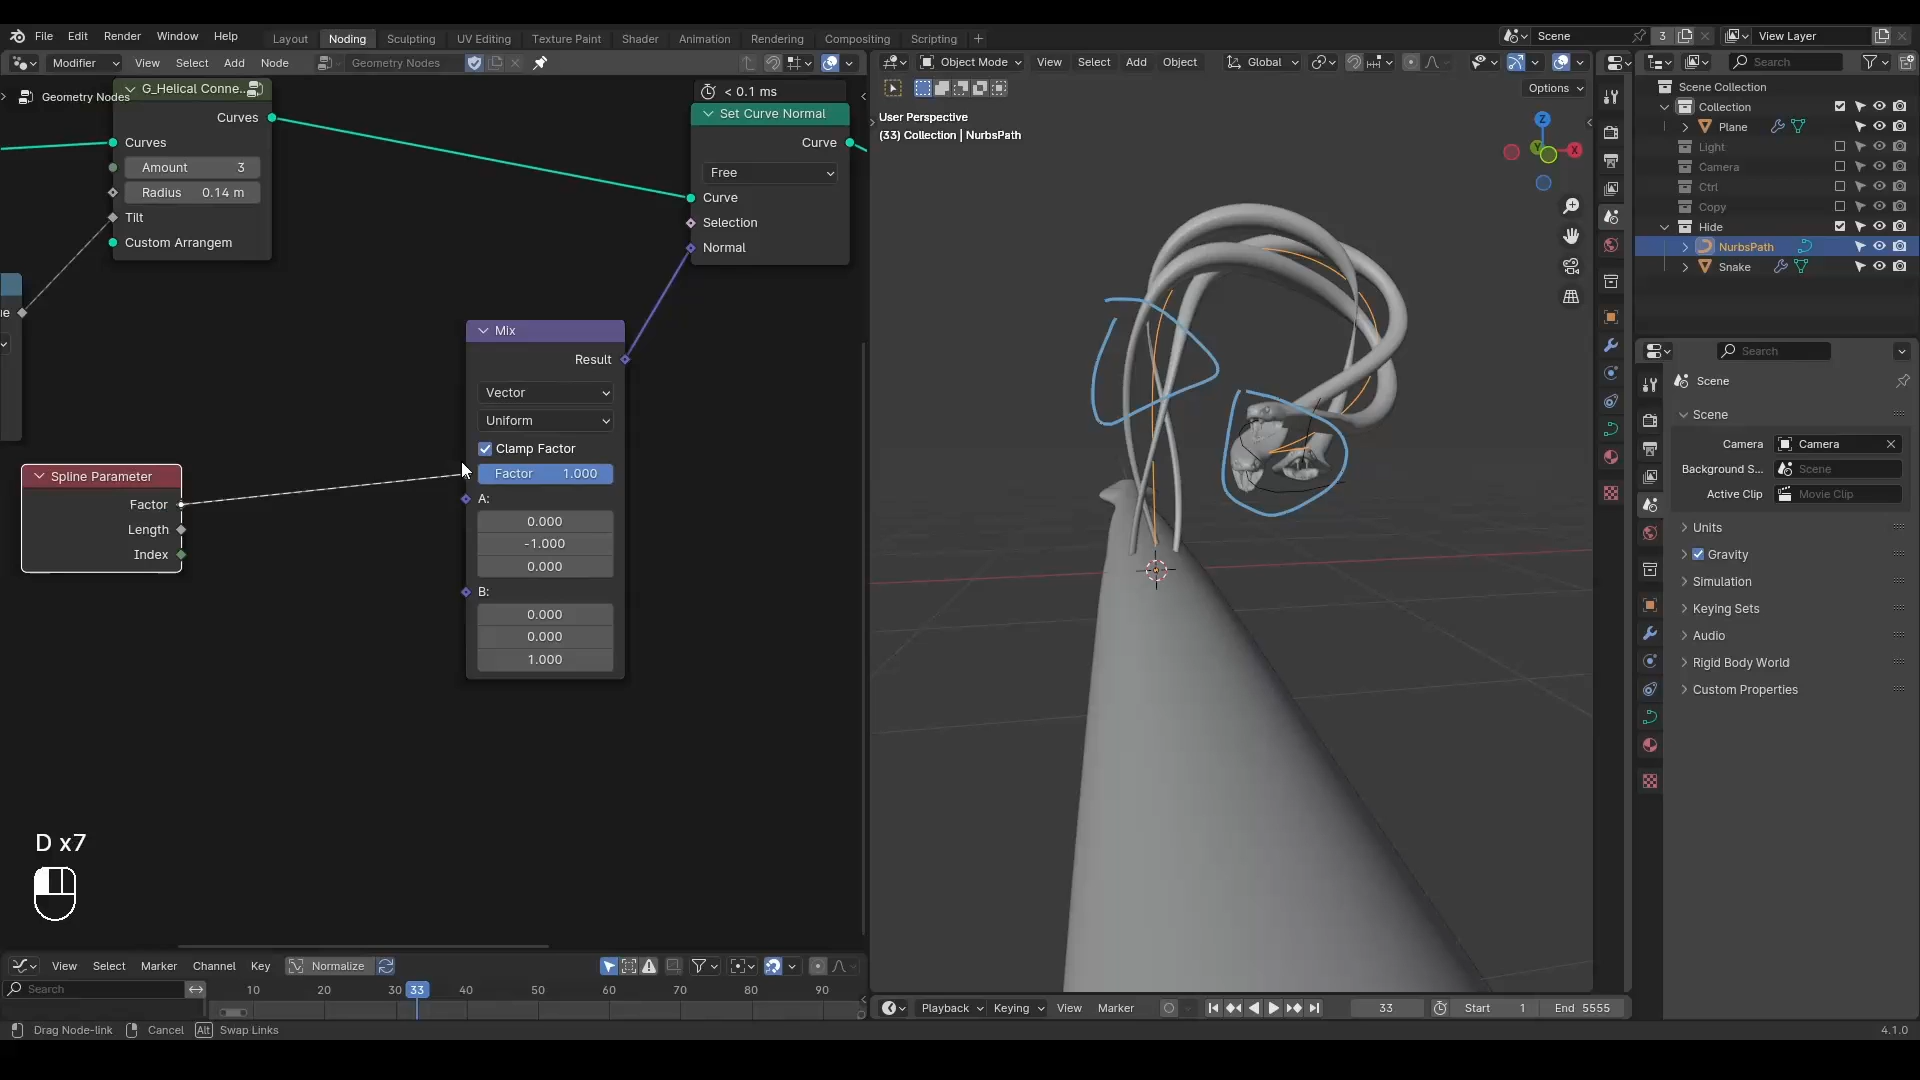 File Edit Render Window Help Layout Noding Sculpting UV Editing Texture Paint Shader Animation Rendering Compositing Scripting + Scene 3 View Layer
Modifier View Select Add Node Geometry Nodes Object Mode View Select Add Object Global Search
Options
Geometry Nodes
G_Helical Conne..
Curves
Curves
Amount 3
Radius 0.14 m
Tilt
Custom Arrangem
< 0.1 ms
Set Curve Normal
Curve
Free
Curve
Selection
Normal
Mix
Result
Vector
Uniform
Clamp Factor
Factor 1.000
A:
0.000
-1.000
0.000
B:
0.000
0.000
1.000
Spline Parameter
Factor
Length
Index
D x7
User Perspective
(33) Collection | NurbsPath
Z
Y
X
Scene Collection
Collection
Plane
Light
Camera
Ctrl
Copy
Hide
NurbsPath
Snake
Search
Scene
Scene
Camera Camera
Background S... Scene
Active Clip Movie Clip
Units
Gravity
Simulation
Keying Sets
Audio
Rigid Body World
Custom Properties
View Select Marker Channel Key Normalize
Search 10 20 30 33 40 50 60 70 80 90
Playback Keying View Marker 33 Start 1 End 5555
Drag Node-link Cancel Alt Swap Links 4.1.0